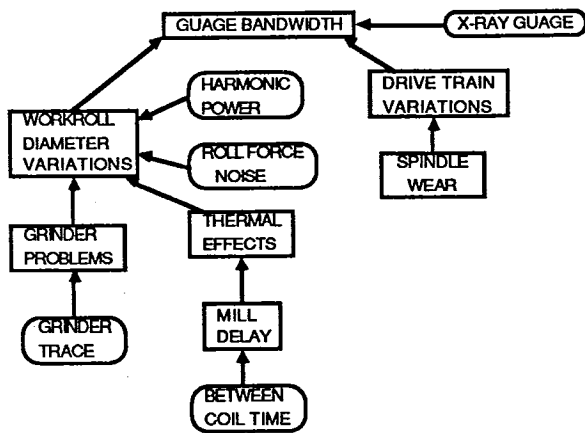 GUAGE BANDWIDTH
X-RAY GUAGE
HARMONIC
POWER
DRIVE TRAIN
VARIATIONS
WORKROLL
DIAMETER
VARIATIONS
ROLL FORCE
NOISE
SPINDLE
WEAR
THERMAL
EFFECTS
GRINDER
PROBLEMS
MILL
DELAY
GRINDER
TRACE
BETWEEN
COIL TIME